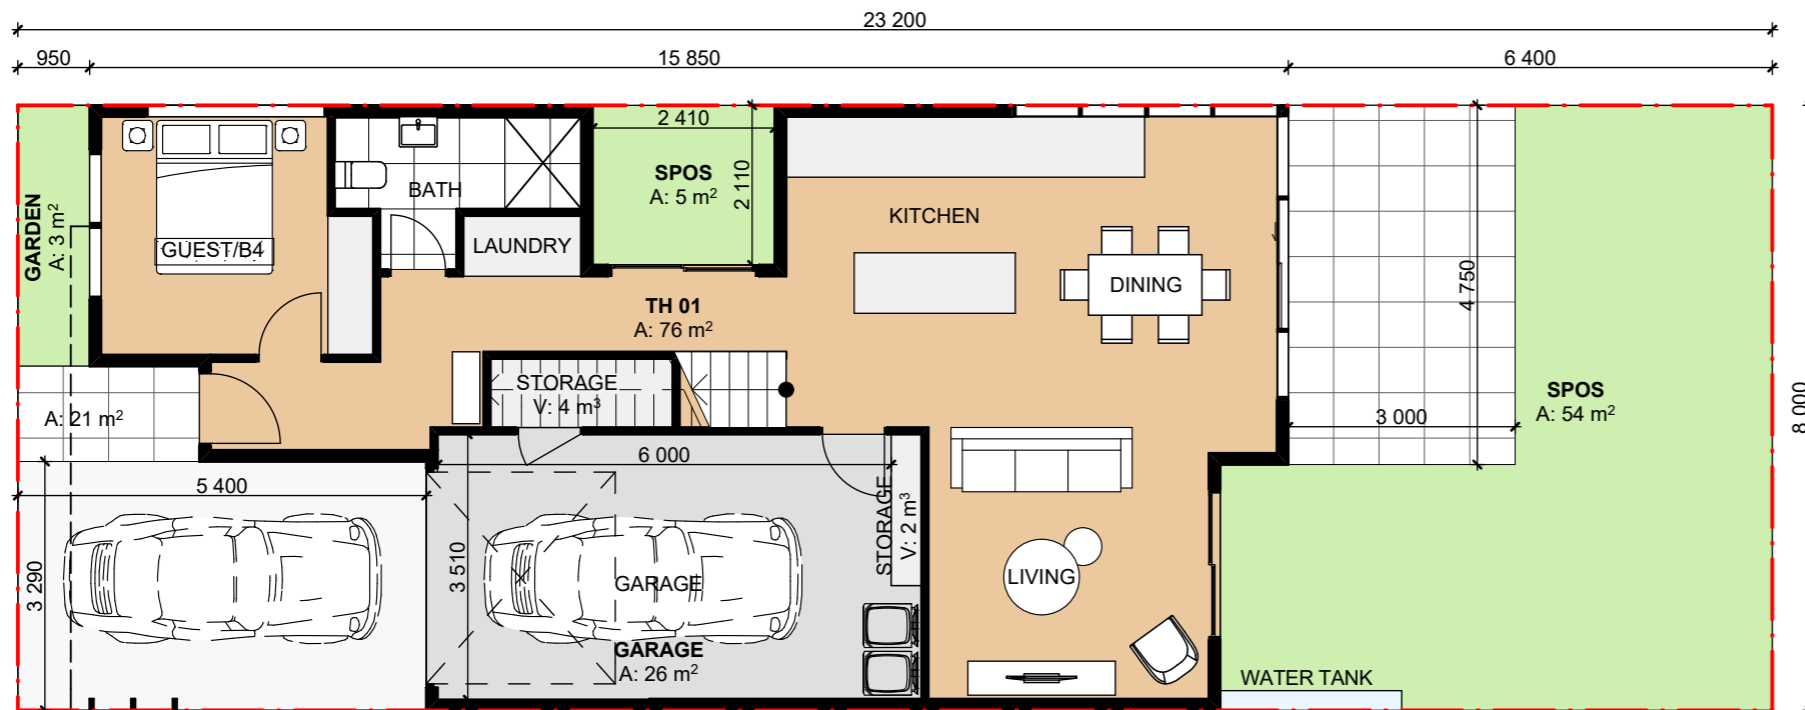 23 200
950
15 850
6 400
2 410
SPOS
A: 5 m²
2 110
BATH
KITCHEN
GARDEN
A: 3 m²
GUEST/B4
LAUNDRY
DINING
4 750
TH 01
A: 76 m²
STORAGE
V: 4 m³
A: 21 m²
3 000
SPOS
A: 54 m²
8 000
6 000
5 400
STORAGE
V: 2 m³
3 290
3 510
GARAGE
LIVING
GARAGE
A: 26 m²
WATER TANK